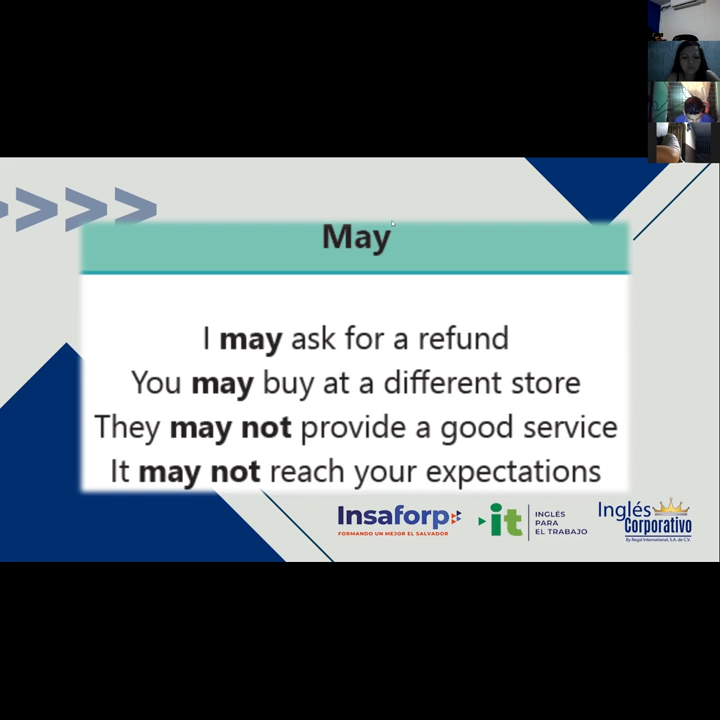 May
I may ask for a refund
You may buy at a different store
They may not provide a good service
It may not reach your expectations
Insaforp
FORMANDO UN MEJOR EL SALVADOR
it
INGLÉS
PARA
EL TRABAJO
Inglés
Corporativo
By Regal International, S.A. de C.V.